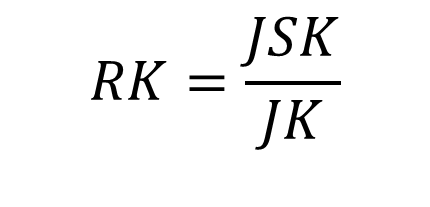 RK = JSK / JK